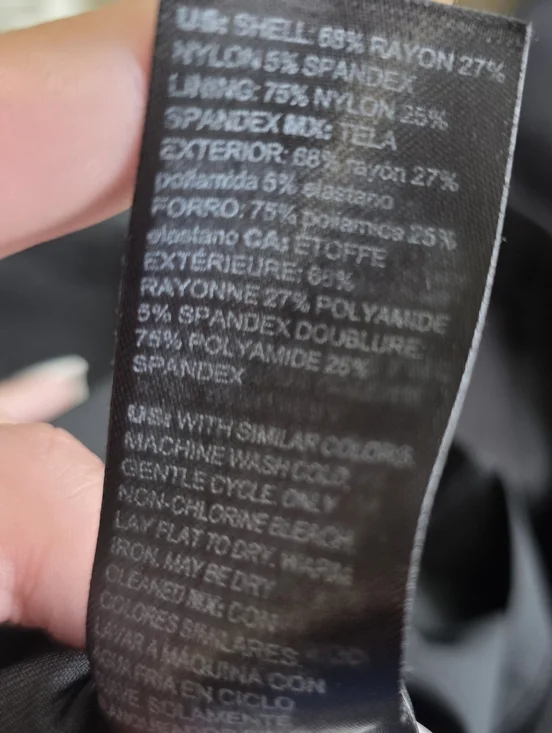 US: SHELL: 68% RAYON 27%
NYLON 5% SPANDEX
LINING: 75% NYLON 25%
SPANDEX MX: TELA
EXTERIOR: 68% rayón 27%
poliamida 5% elastano
FORRO: 75% poliamida 25%
elastano CA: ÉTOFFE
EXTÉRIEURE: 68%
RAYONNE 27% POLYAMIDE
5% SPANDEX DOUBLURE:
75% POLYAMIDE 25%
SPANDEX
US: WITH SIMILAR COLORS.
MACHINE WASH COLD,
GENTLE CYCLE. ONLY
NON-CHLORINE BLEACH.
LAY FLAT TO DRY. WARM
IRON. MAY BE DRY
CLEANED MX: CON
COLORES SIMILARES.
LAVAR A MAQUINA CON
AGUA FRIA EN CICLO
SOLAMENTE